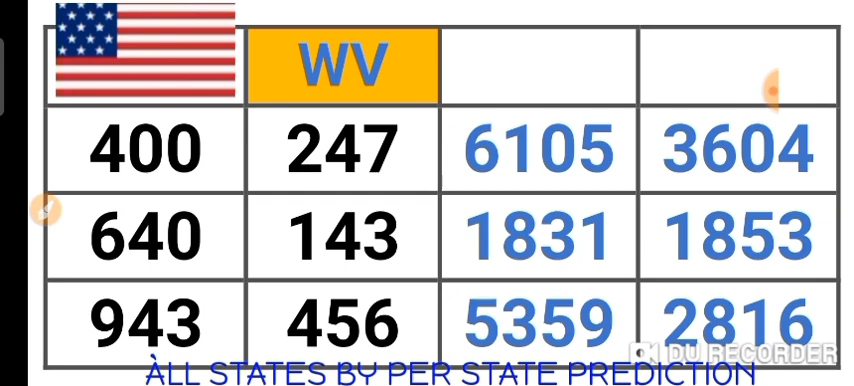 WV
400 247 6105 3604
640 143 1831 1853
943 456 5359 2816
DU RECORDER
ÀLL STATES BY PER STATE PREDICTION